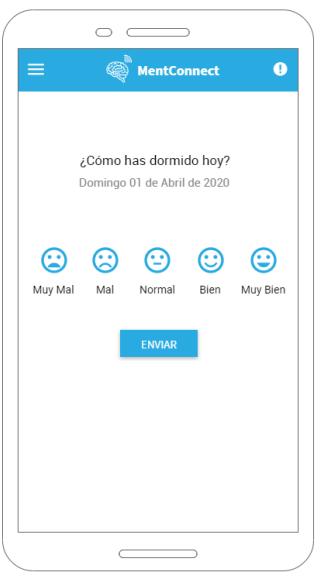 MentConnect
¿Cómo has dormido hoy?
Domingo 01 de Abril de 2020
Muy Mal Mal Normal Bien Muy Bien
ENVIAR